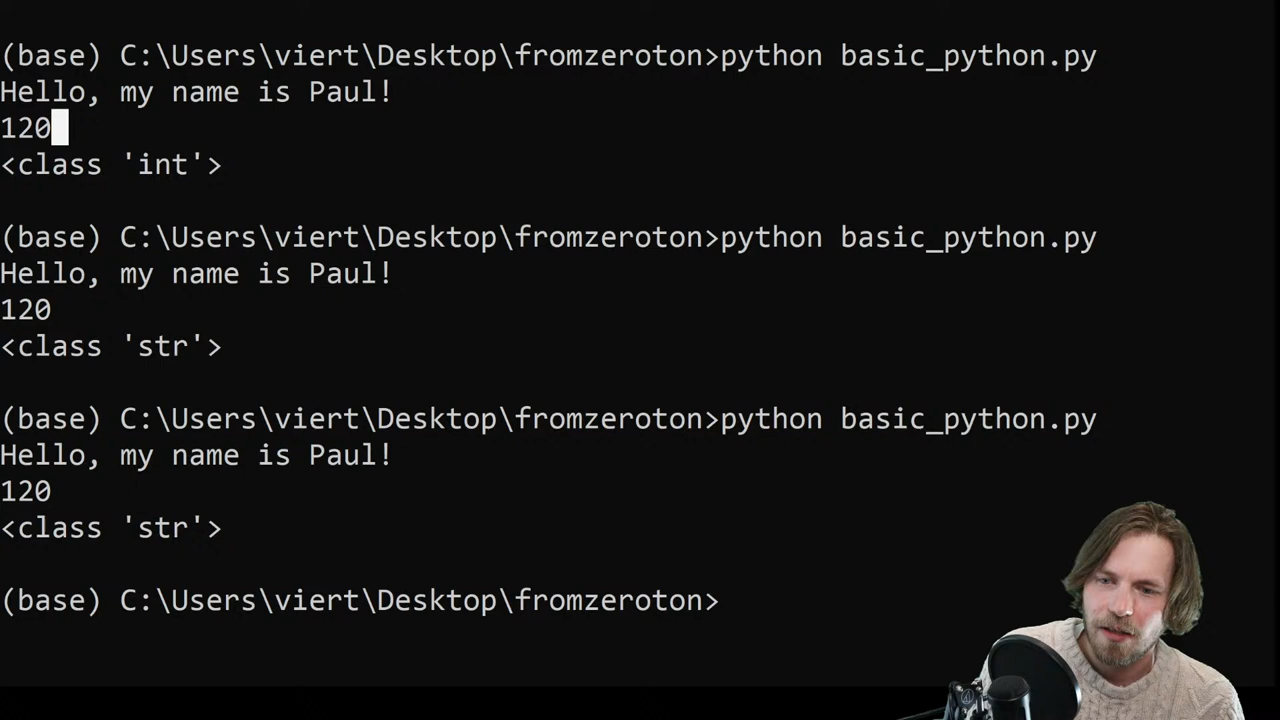 (base) C:\Users\viert\Desktop\fromzeroton>python basic_python.py
Hello, my name is Paul!
120
<class 'int'>
(base) C:\Users\viert\Desktop\fromzeroton>python basic_python.py
Hello, my name is Paul!
120
<class 'str'>
(base) C:\Users\viert\Desktop\fromzeroton>python basic_python.py
Hello, my name is Paul!
120
<class 'str'>
(base) C:\Users\viert\Desktop\fromzeroton>